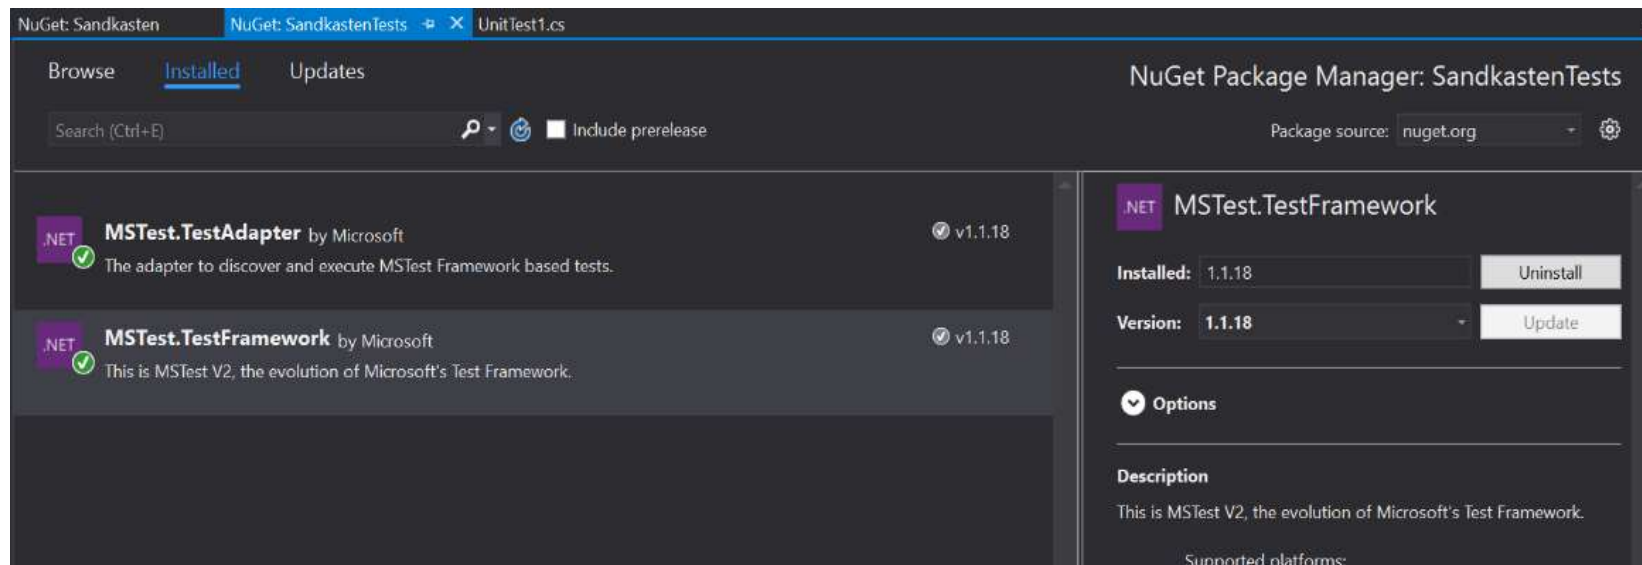 NuGet: Sandkasten
NuGet: SandkastenTests
UnitTest1.cs
Browse
Installed
Updates
NuGet Package Manager: SandkastenTests
Search (Ctrl+E)
Include prerelease
Package source: nuget.org
.NET
MSTest.TestAdapter by Microsoft
v1.1.18
The adapter to discover and execute MSTest Framework based tests.
.NET
MSTest.TestFramework by Microsoft
v1.1.18
This is MSTest V2, the evolution of Microsoft's Test Framework.
.NET
MSTest.TestFramework
Installed: 1.1.18
Uninstall
Version: 1.1.18
Update
Options
Description
This is MSTest V2, the evolution of Microsoft's Test Framework.
Supported platforms: